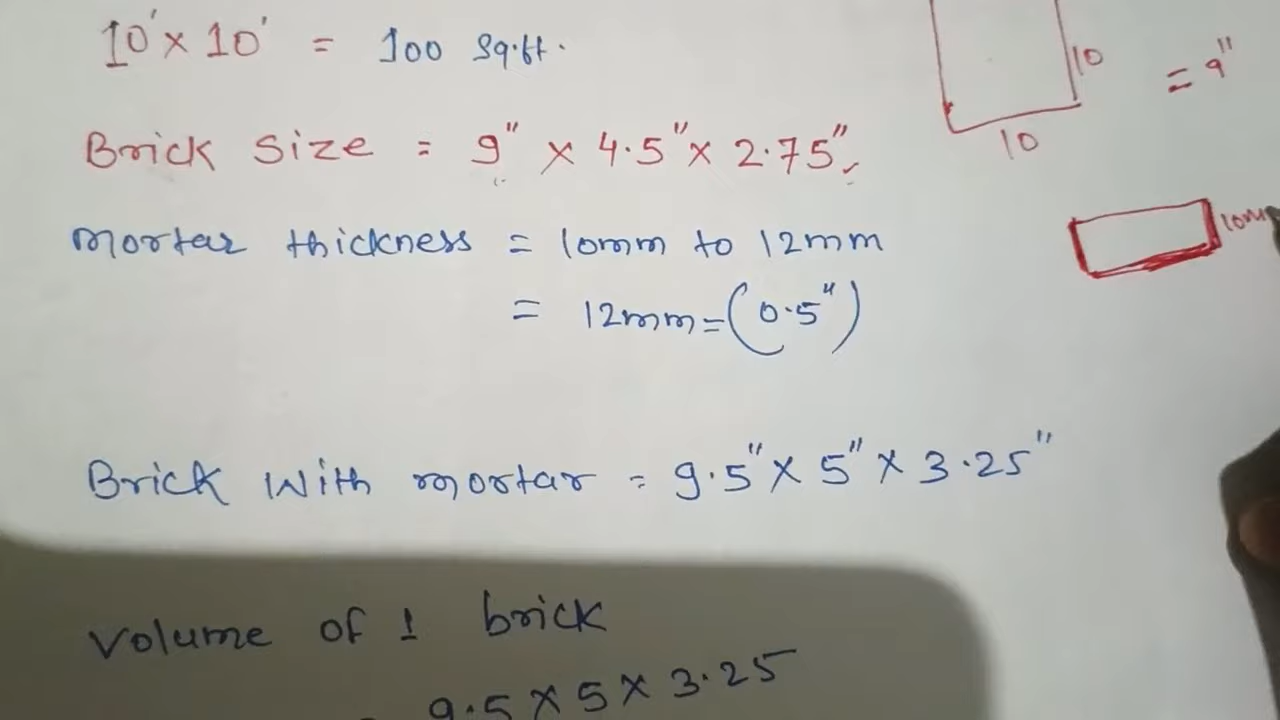 10' x 10' = 100 sq.ft.
10
= 9"
10
Brick size = 9" x 4.5" x 2.75"
mortar thickness = 10mm to 12mm
= 12mm = (0.5")
Brick with mortar = 9.5" x 5" x 3.25"
volume of 1 brick
9.5 x 5 x 3.25